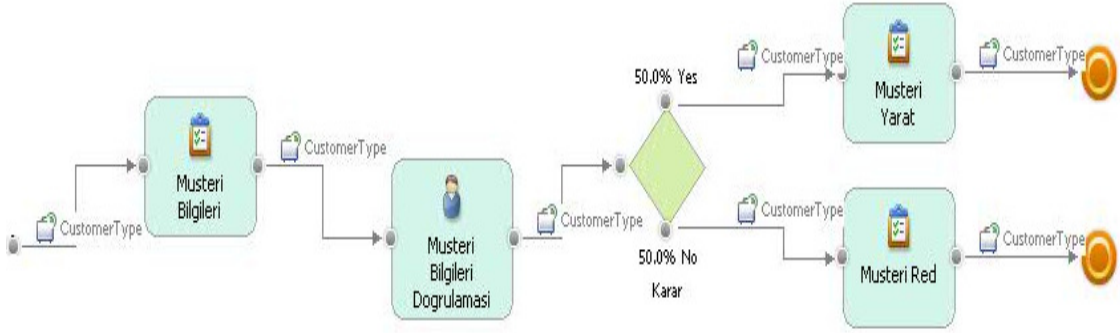 CustomerType
Musteri
Bilgileri
CustomerType
Musteri
Bilgileri
Dogrulamasi
CustomerType
50.0% Yes
50.0% No
Karar
CustomerType
Musteri
Yarat
CustomerType
CustomerType
Musteri Red
CustomerType